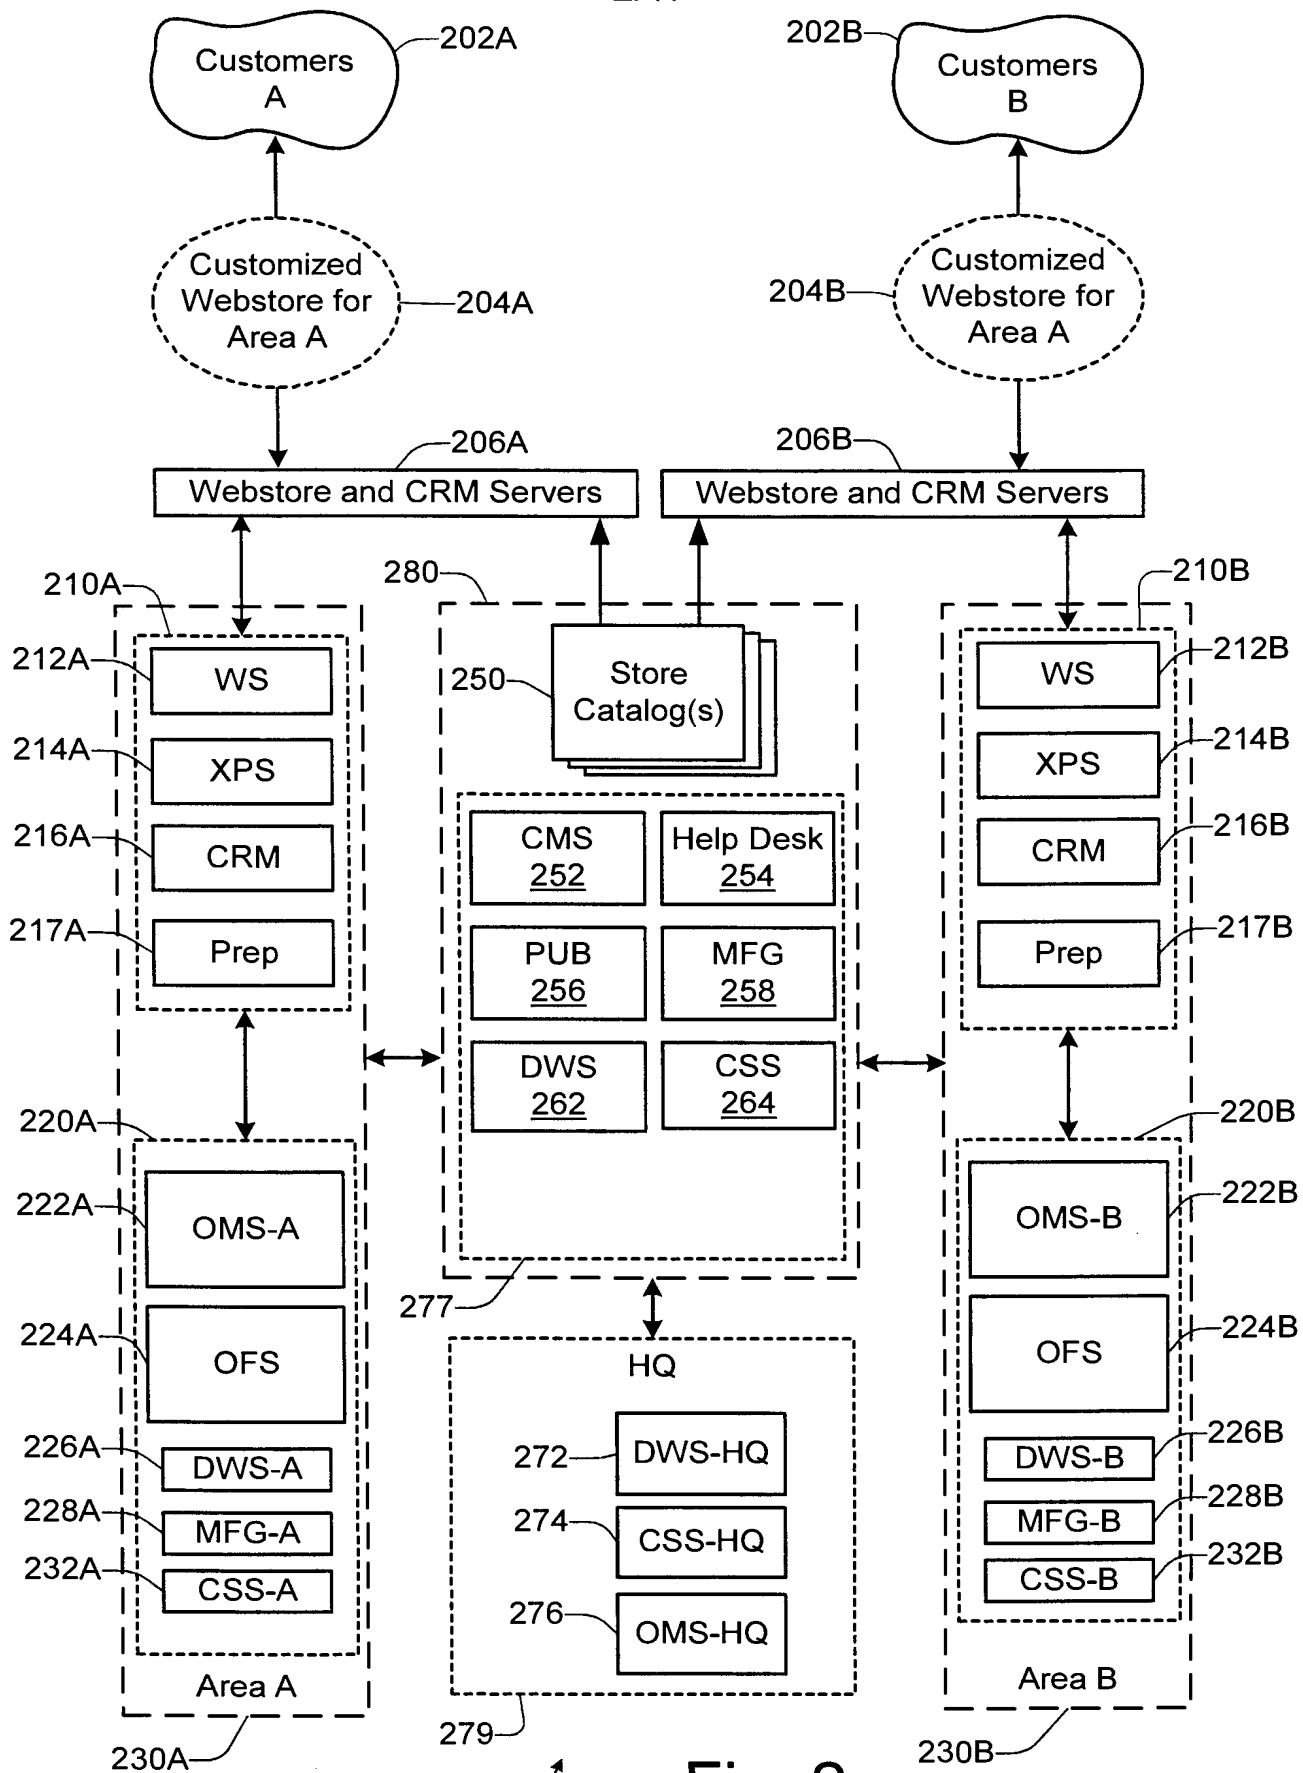 202A
Customers
A
202B
Customers
B
Customized
Webstore for
Area A
204A
204B
Customized
Webstore for
Area A
206A
Webstore and CRM Servers
206B
Webstore and CRM Servers
210A
212A
WS
214A
XPS
216A
CRM
217A
Prep
220A
222A
OMS-A
224A
OFS
226A
DWS-A
228A
MFG-A
232A
CSS-A
Area A
230A
280
250
Store
Catalog(s)
CMS
252
Help Desk
254
PUB
256
MFG
258
DWS
262
CSS
264
277
HQ
272
DWS-HQ
274
CSS-HQ
276
OMS-HQ
279
210B
WS
212B
XPS
214B
CRM
216B
Prep
217B
220B
OMS-B
222B
OFS
224B
DWS-B
226B
MFG-B
228B
CSS-B
232B
Area B
230B